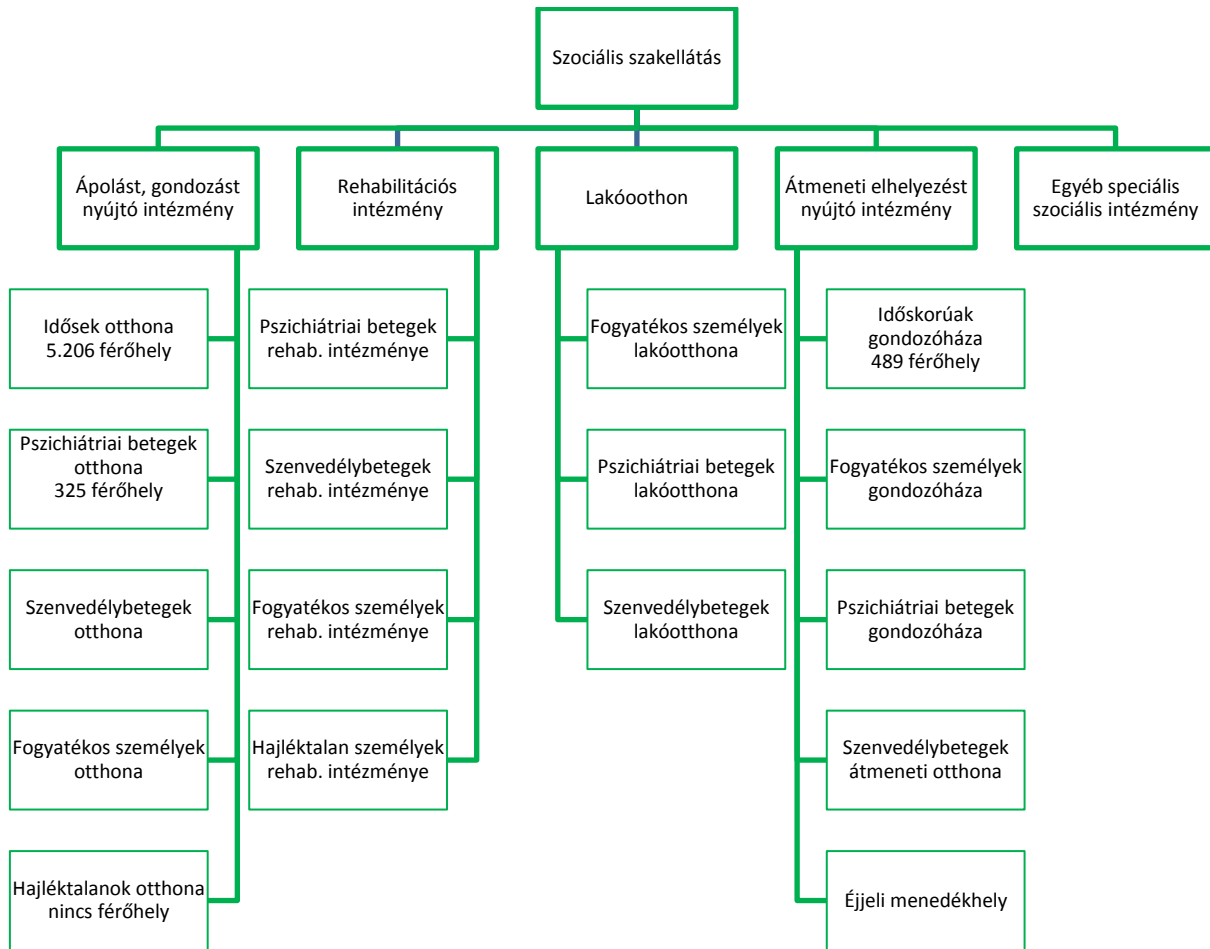 Szociális szakellátás
Ápolást, gondozást
nyújtó intézmény
Rehabilitációs
intézmény
Lakóoothon
Átmeneti elhelyezést
nyújtó intézmény
Egyéb speciális
szociális intézmény
Idősek otthona
5.206 férőhely
Pszichiátriai betegek
otthona
325 férőhely
Szenvedélybetegek
otthona
Fogyatékos személyek
otthona
Hajléktalanok otthona
nincs férőhely
Pszichiátriai betegek
rehab. intézménye
Szenvedélybetegek
rehab. intézménye
Fogyatékos személyek
rehab. intézménye
Hajléktalan személyek
rehab. intézménye
Fogyatékos személyek
lakóotthona
Pszichiátriai betegek
lakóotthona
Szenvedélybetegek
lakóotthona
Időskorúak
gondozóháza
489 férőhely
Fogyatékos személyek
gondozóháza
Pszichiátriai betegek
gondozóháza
Szenvedélybetegek
átmeneti otthona
Éjjeli menedékhely